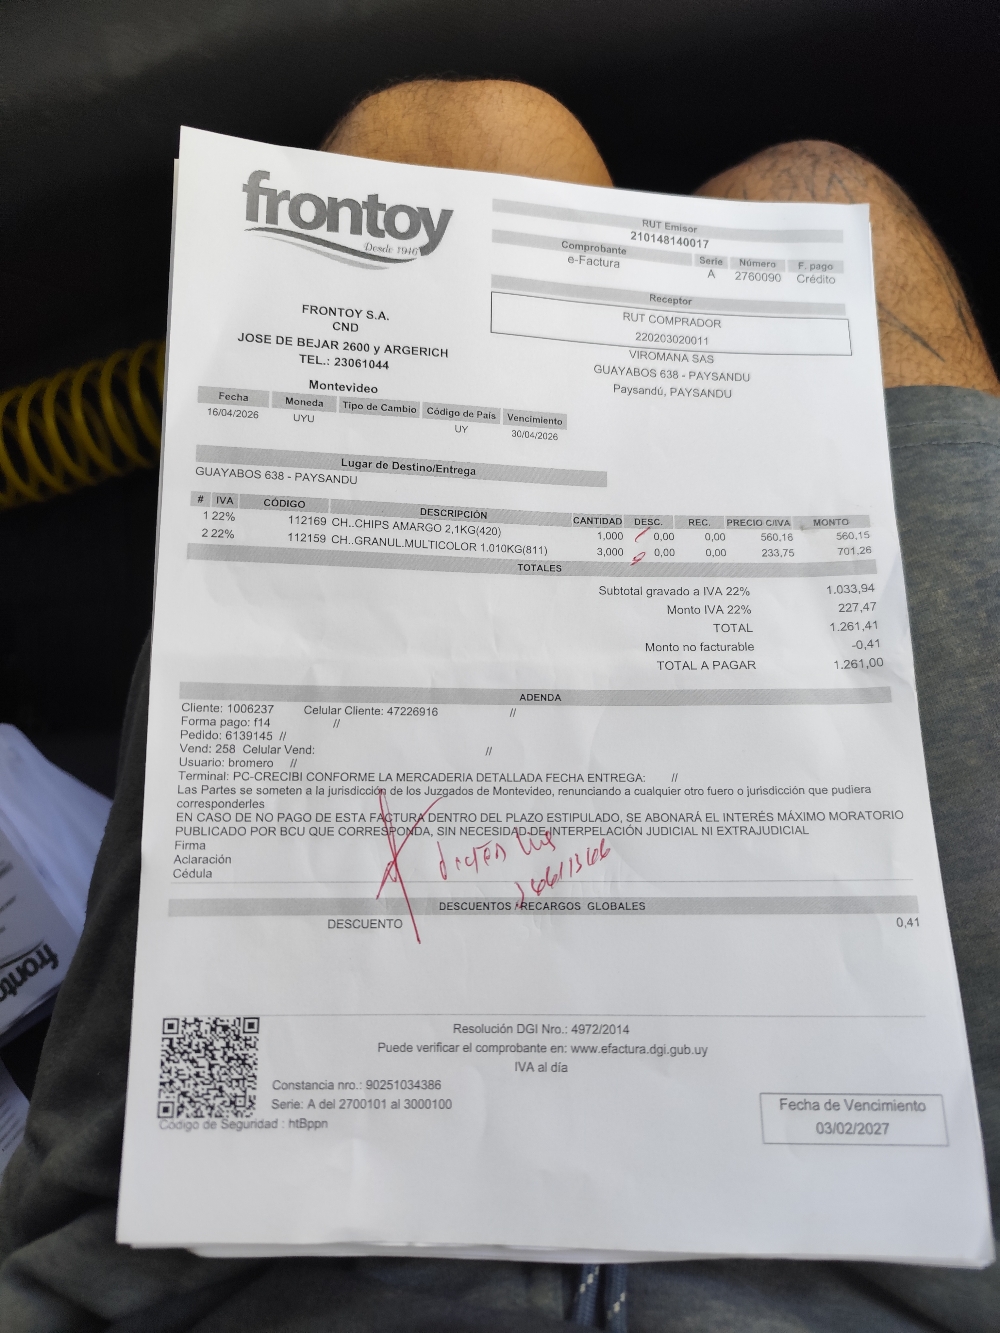 frontoy
Desde 1946
RUT Emisor
210148140017
Comprobante Serie Número F. pago
e-Factura A 2760090 Crédito
Receptor
RUT COMPRADOR
220203020011
VIROMANA SAS
GUAYABOS 638 - PAYSANDU
Paysandú, PAYSANDU
FRONTOY S.A.
CND
JOSE DE BEJAR 2600 y ARGERICH
TEL.: 23061044
Montevideo
Fecha Moneda Tipo de Cambio Código de País Vencimiento
16/04/2026 UYU UY 30/04/2026
Lugar de Destino/Entrega
GUAYABOS 638 - PAYSANDU
# IVA CÓDIGO DESCRIPCIÓN CANTIDAD DESC. REC. PRECIO C/IVA MONTO
1 22% 112169 CH..CHIPS AMARGO 2,1KG(420) 1,000 0,00 0,00 560,16 560,15
2 22% 112159 CH..GRANUL.MULTICOLOR 1.010KG(811) 3,000 0,00 0,00 233,75 701,26
TOTALES
Subtotal gravado a IVA 22% 1.033,94
Monto IVA 22% 227,47
TOTAL 1.261,41
Monto no facturable -0,41
TOTAL A PAGAR 1.261,00
ADENDA
Cliente: 1006237 Celular Cliente: 47226916 //
Forma pago: f14 //
Pedido: 6139145 //
Vend: 258 Celular Vend: //
Usuario: bromero //
Terminal: PC-CRECIBI CONFORME LA MERCADERIA DETALLADA FECHA ENTREGA: //
Las Partes se someten a la jurisdicción de los Juzgados de Montevideo, renunciando a cualquier otro fuero o jurisdicción que pudiera
corresponderles
EN CASO DE NO PAGO DE ESTA FACTURA DENTRO DEL PLAZO ESTIPULADO, SE ABONARÁ EL INTERÉS MÁXIMO MORATORIO
PUBLICADO POR BCU QUE CORRESPONDA, SIN NECESIDAD DE INTERPELACIÓN JUDICIAL NI EXTRAJUDICIAL
Firma
Aclaración
Cédula
DESCUENTOS / RECARGOS GLOBALES
DESCUENTO 0,41
Resolución DGI Nro.: 4972/2014
Puede verificar el comprobante en: www.efactura.dgi.gub.uy
IVA al día
Constancia nro.: 90251034386
Serie: A del 2700101 al 3000100
Código de Seguridad : htBppn
Fecha de Vencimiento
03/02/2027
fronto